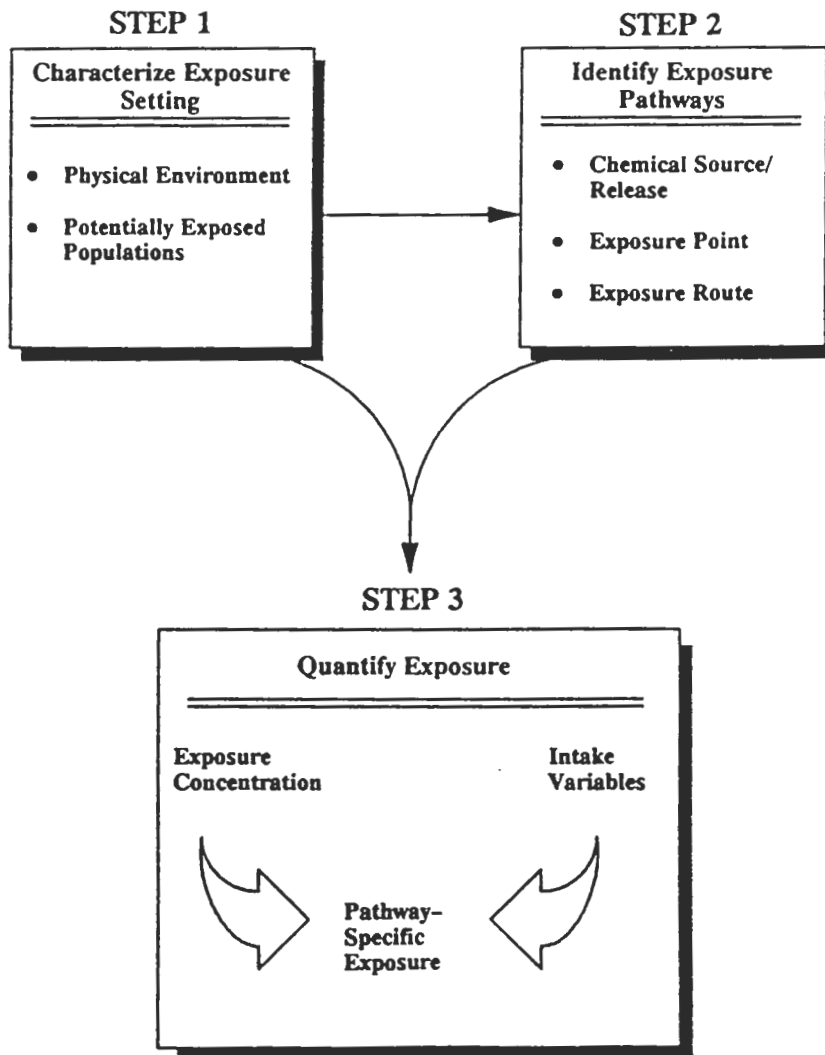 STEP 1
Characterize Exposure
Setting
• Physical Environment
• Potentially Exposed
Populations
STEP 2
Identify Exposure
Pathways
• Chemical Source/
Release
• Exposure Point
• Exposure Route
STEP 3
Quantify Exposure
Exposure
Concentration
Intake
Variables
Pathway-
Specific
Exposure